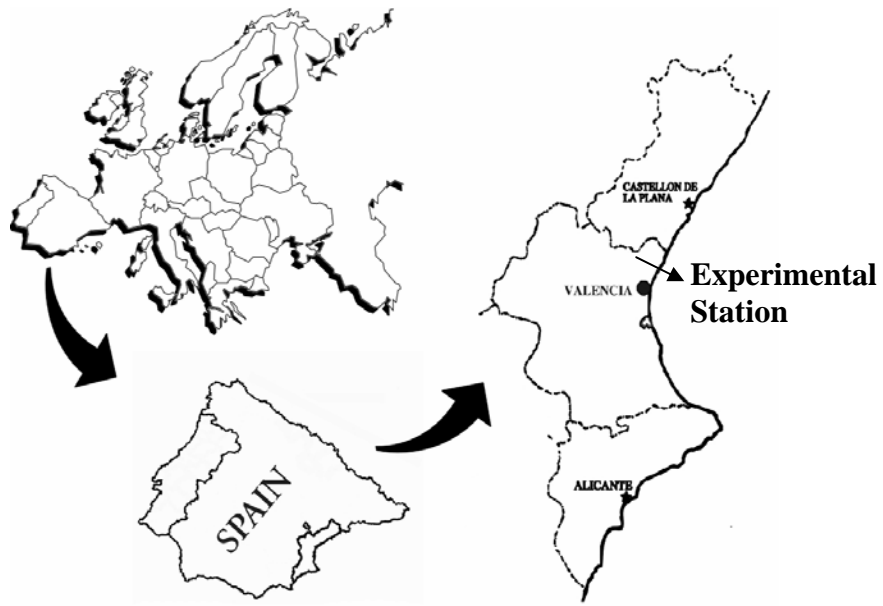 CASTELLON DE
LA PLANA
VALENCIA
Experimental
Station
SPAIN
ALICANTE